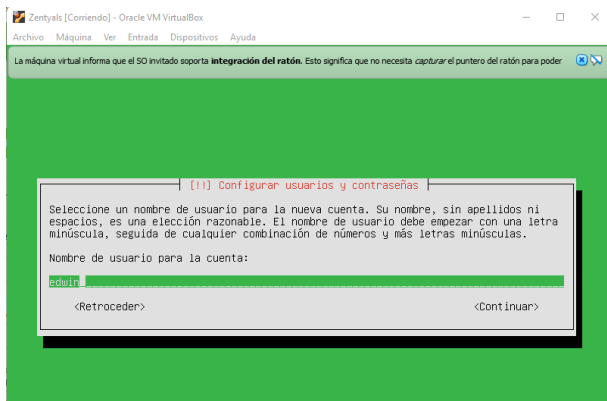 Zentyals [Corriendo] - Oracle VM VirtualBox
Archivo Máquina Ver Entrada Dispositivos Ayuda
La máquina virtual informa que el SO invitado soporta integración del ratón. Esto significa que no necesita capturar el puntero del ratón para poder
[!!] Configurar usuarios y contraseñas
Seleccione un nombre de usuario para la nueva cuenta. Su nombre, sin apellidos ni
espacios, es una elección razonable. El nombre de usuario debe empezar con una letra
minúscula, seguida de cualquier combinación de números y más letras minúsculas.
Nombre de usuario para la cuenta:
edwin
<Retroceder> <Continuar>